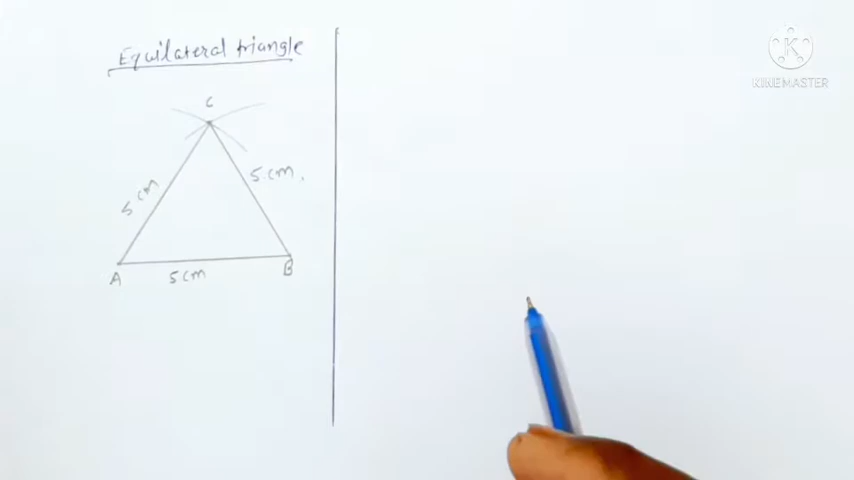 Equilateral triangle
C
5 cm
5 cm.
A
5 cm
B
K
KINEMASTER